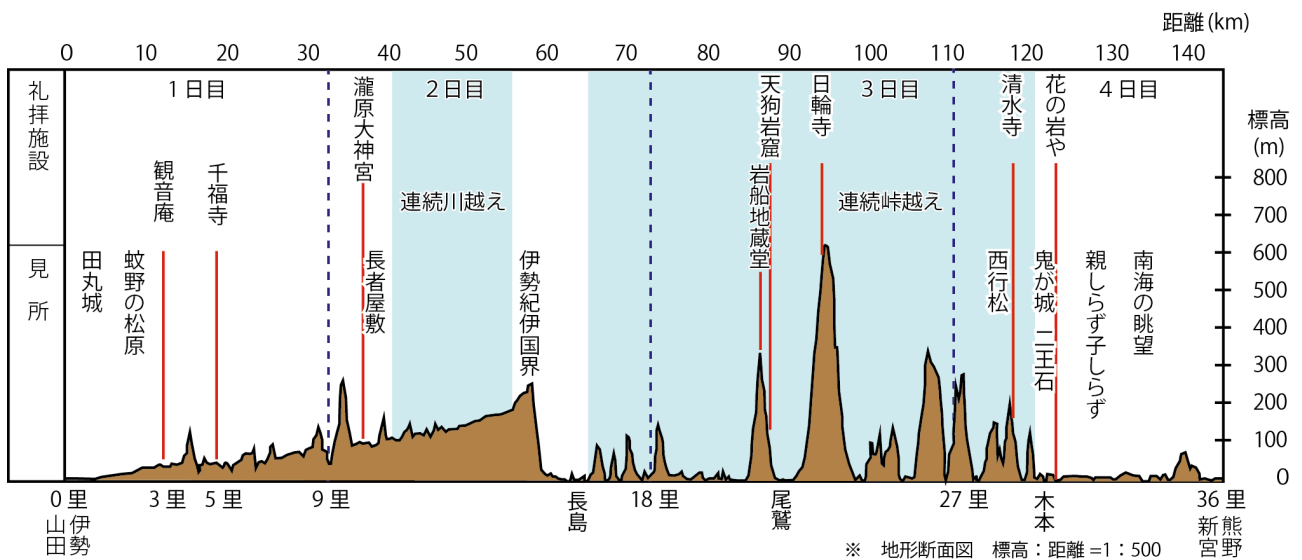 距離(km)
0 10 20 30 40 50 60 70 80 90 100 110 120 130 140
礼拝施設
1日目
2日目
3日目
4日目
観音庵
千福寺
瀧原大神宮
岩船地蔵堂
天狗岩窟
日輪寺
清水寺
花の岩や
連続川越え
連続峠越え
見所
田丸城
蚊野の松原
長者屋敷
伊勢紀伊国界
西行松
鬼が城 二王石
親しらず子しらず
南海の眺望
標高
(m)
800
700
600
500
400
300
200
100
0
0里 3里 5里 9里 18里 27里 36里
伊勢
山田
長島
尾鷲
木本
熊野
新宮
※ 地形断面図 標高：距離=1：500